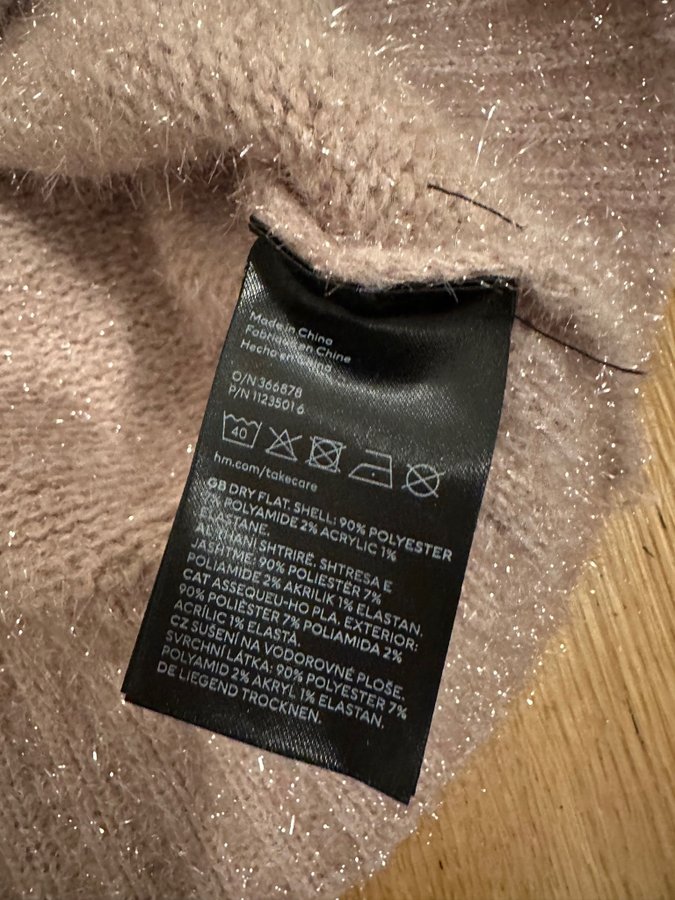 Made in China
Fabriqué en Chine
Hecho en China
O/N 366878
P/N 1123501 6
40
hm.com/takecare
GB DRY FLAT. SHELL: 90% POLYESTER
7% POLYAMIDE 2% ACRYLIC 1%
ELASTANE.
AL THANI SHTRIRË. SHTRESA E
JASHTME: 90% POLIESTËR 7%
POLIAMIDE 2% AKRILIK 1% ELASTAN.
CAT ASSEQUEU-HO PLA. EXTERIOR:
90% POLIÈSTER 7% POLIAMIDA 2%
ACRÍLIC 1% ELASTÀ.
CZ SUŠENÍ NA VODOROVNÉ PLOŠE.
SVRCHNÍ LÁTKA: 90% POLYESTER 7%
POLYAMID 2% AKRYL 1% ELASTAN.
DE LIEGEND TROCKNEN.